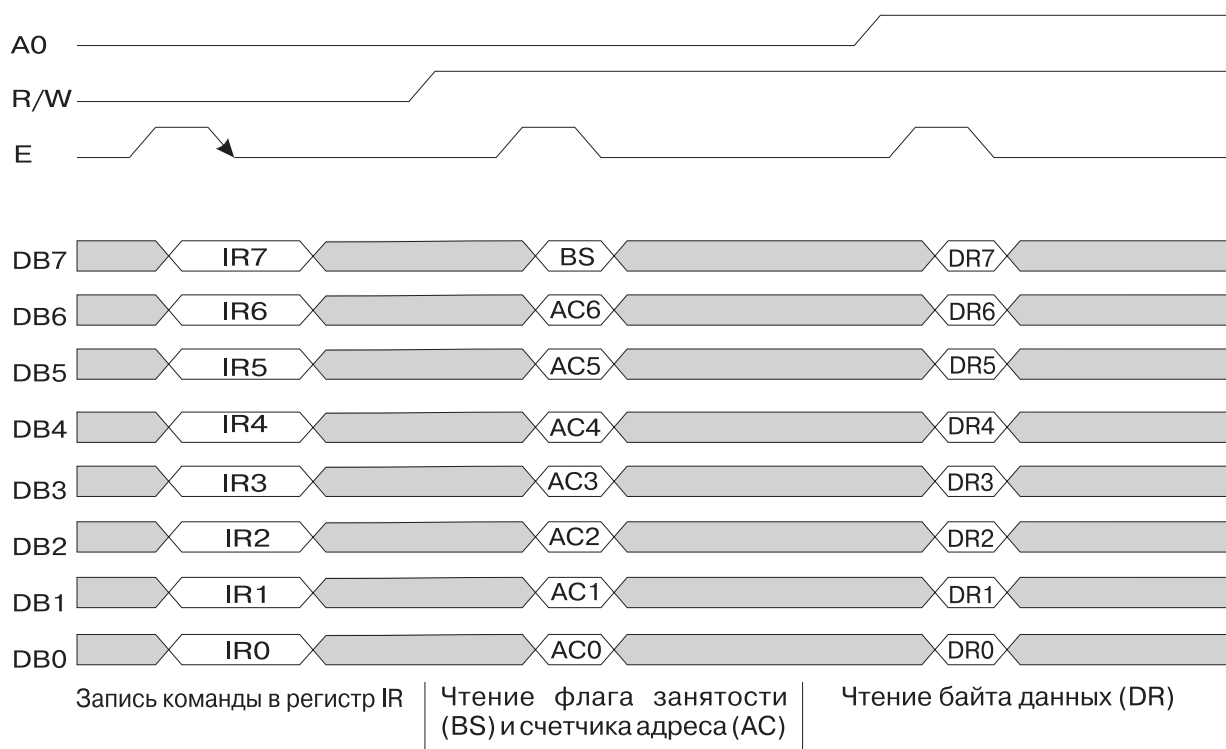 A0
R/W
E
DB7 IR7 BS DR7
DB6 IR6 AC6 DR6
DB5 IR5 AC5 DR5
DB4 IR4 AC4 DR4
DB3 IR3 AC3 DR3
DB2 IR2 AC2 DR2
DB1 IR1 AC1 DR1
DB0 IR0 AC0 DR0
Запись команды в регистр IR
Чтение флага занятости
(BS) и счетчика адреса (AC)
Чтение байта данных (DR)